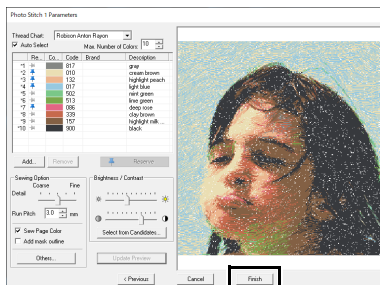 Photo Stitch 1 Parameters
Thread Chart: Robison Anton Rayon
Auto Select Max. Number of Colors: 10
Re... Co... Code Brand Description
*1 817 gray
*2 010 cream brown
*3 132 highlight peach
*4 017 light blue
*5 502 mint green
*6 513 lime green
*7 086 deep rose
*8 339 clay brown
*9 157 highlight milk ...
*10 900 black
Add... Remove Reserve
Sewing Option Brightness / Contrast
Coarse Fine
Detail
Run Pitch 3.0 mm
Sew Page Color Select from Candidates...
Add mask outline
Others... Update Preview
< Previous Cancel Finish